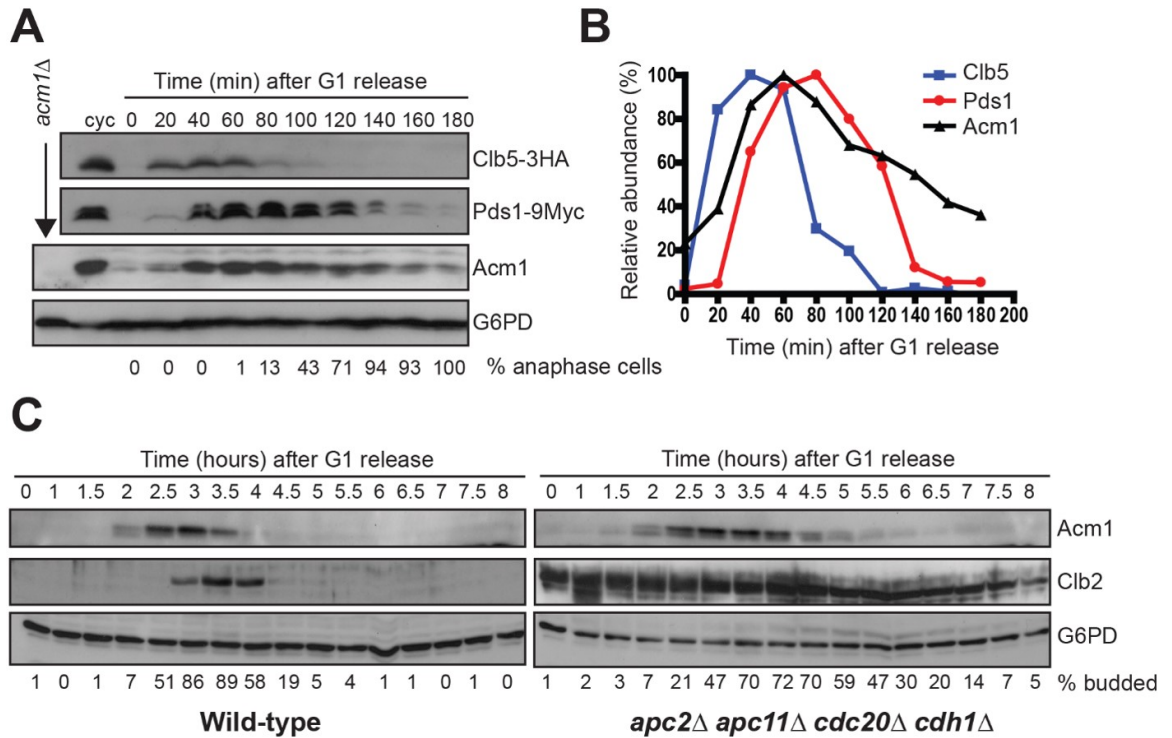 A
acm1Δ
Time (min) after G1 release
cyc 0 20 40 60 80 100 120 140 160 180
Clb5-3HA
Pds1-9Myc
Acm1
G6PD
0 0 0 1 13 43 71 94 93 100 % anaphase cells
B
Relative abundance (%)
100
80
60
40
20
0
0 20 40 60 80 100 120 140 160 180 200
Time (min) after G1 release
Clb5
Pds1
Acm1
C
Time (hours) after G1 release
0 1 1.5 2 2.5 3 3.5 4 4.5 5 5.5 6 6.5 7 7.5 8
1 0 1 7 51 86 89 58 19 5 4 1 1 0 1 0
Wild-type
Time (hours) after G1 release
0 1 1.5 2 2.5 3 3.5 4 4.5 5 5.5 6 6.5 7 7.5 8
Acm1
Clb2
G6PD
1 2 3 7 21 47 70 72 70 59 47 30 20 14 7 5 % budded
apc2Δ apc11Δ cdc20Δ cdh1Δ